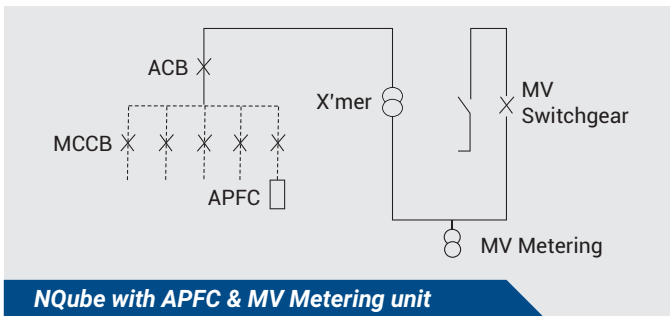 ACB
X'mer
MV
Switchgear
MCCB
APFC
MV Metering
NQube with APFC & MV Metering unit